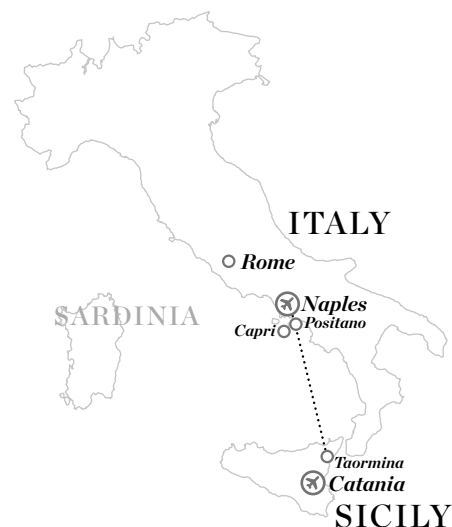 ITALY
Rome
Naples
SARDINIA
Positano
Capri
Taormina
Catania
SICILY